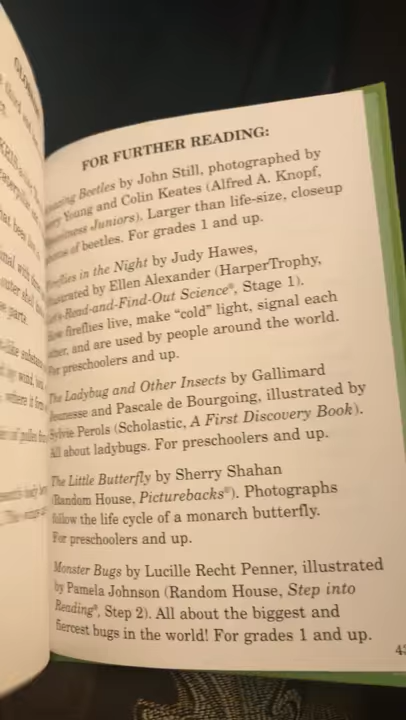 FOR FURTHER READING:
Beetles by John Still, photographed by
Young and Colin Keates (Alfred A. Knopf,
Juniors). Larger than life-size, closeup
of beetles. For grades 1 and up.
in the Night by Judy Hawes,
by Ellen Alexander (HarperTrophy,
Let's-Read-and-Find-Out Science®, Stage 1).
How fireflies live, make "cold" light, signal each
other, and are used by people around the world.
For preschoolers and up.
The Ladybug and Other Insects by Gallimard
Jeunesse and Pascale de Bourgoing, illustrated by
Sylvie Perols (Scholastic, A First Discovery Book).
All about ladybugs. For preschoolers and up.
The Little Butterfly by Sherry Shahan
(Random House, Picturebacks®). Photographs
follow the life cycle of a monarch butterfly.
For preschoolers and up.
Monster Bugs by Lucille Recht Penner, illustrated
by Pamela Johnson (Random House, Step into
Reading®, Step 2). All about the biggest and
fiercest bugs in the world! For grades 1 and up.